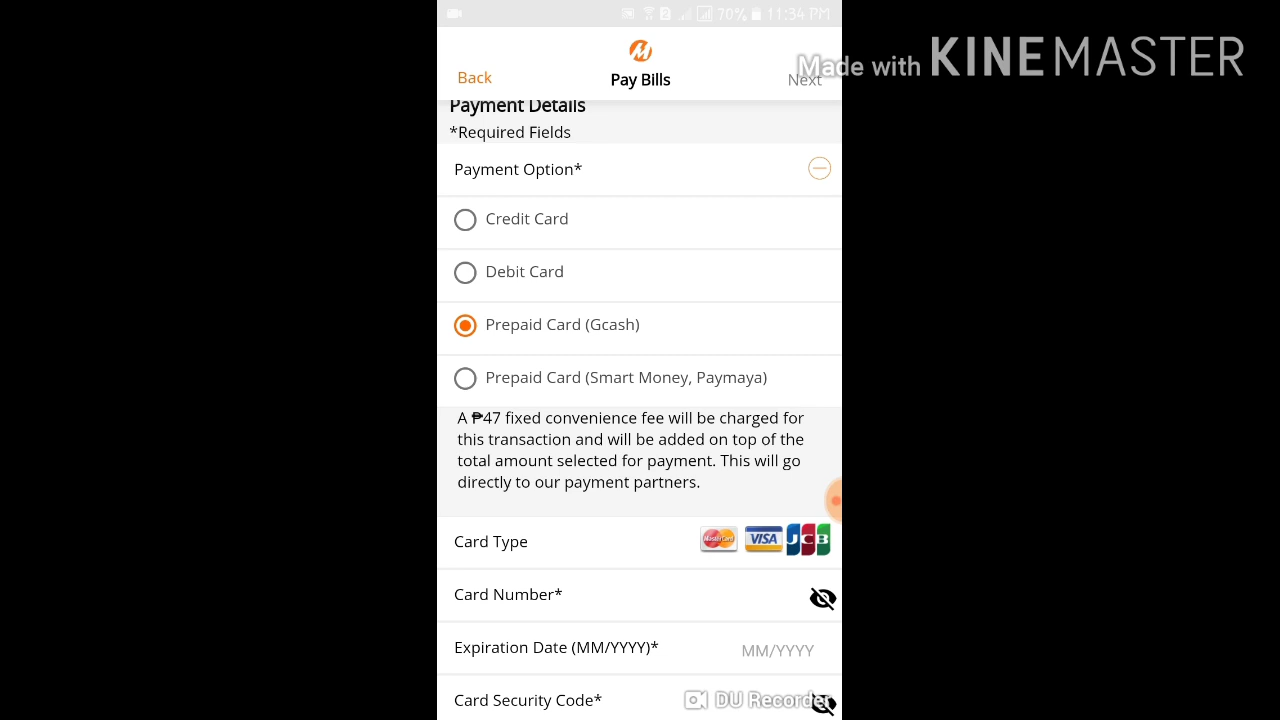 70% 11:34 PM
Made with KINEMASTER
Back
Pay Bills
Next
Payment Details
*Required Fields
Payment Option*
Credit Card
Debit Card
Prepaid Card (Gcash)
Prepaid Card (Smart Money, Paymaya)
A ₱47 fixed convenience fee will be charged for
this transaction and will be added on top of the
total amount selected for payment. This will go
directly to our payment partners.
Card Type
MasterCard VISA JCB
Card Number*
Expiration Date (MM/YYYY)*
MM/YYYY
Card Security Code*
DU Recorder